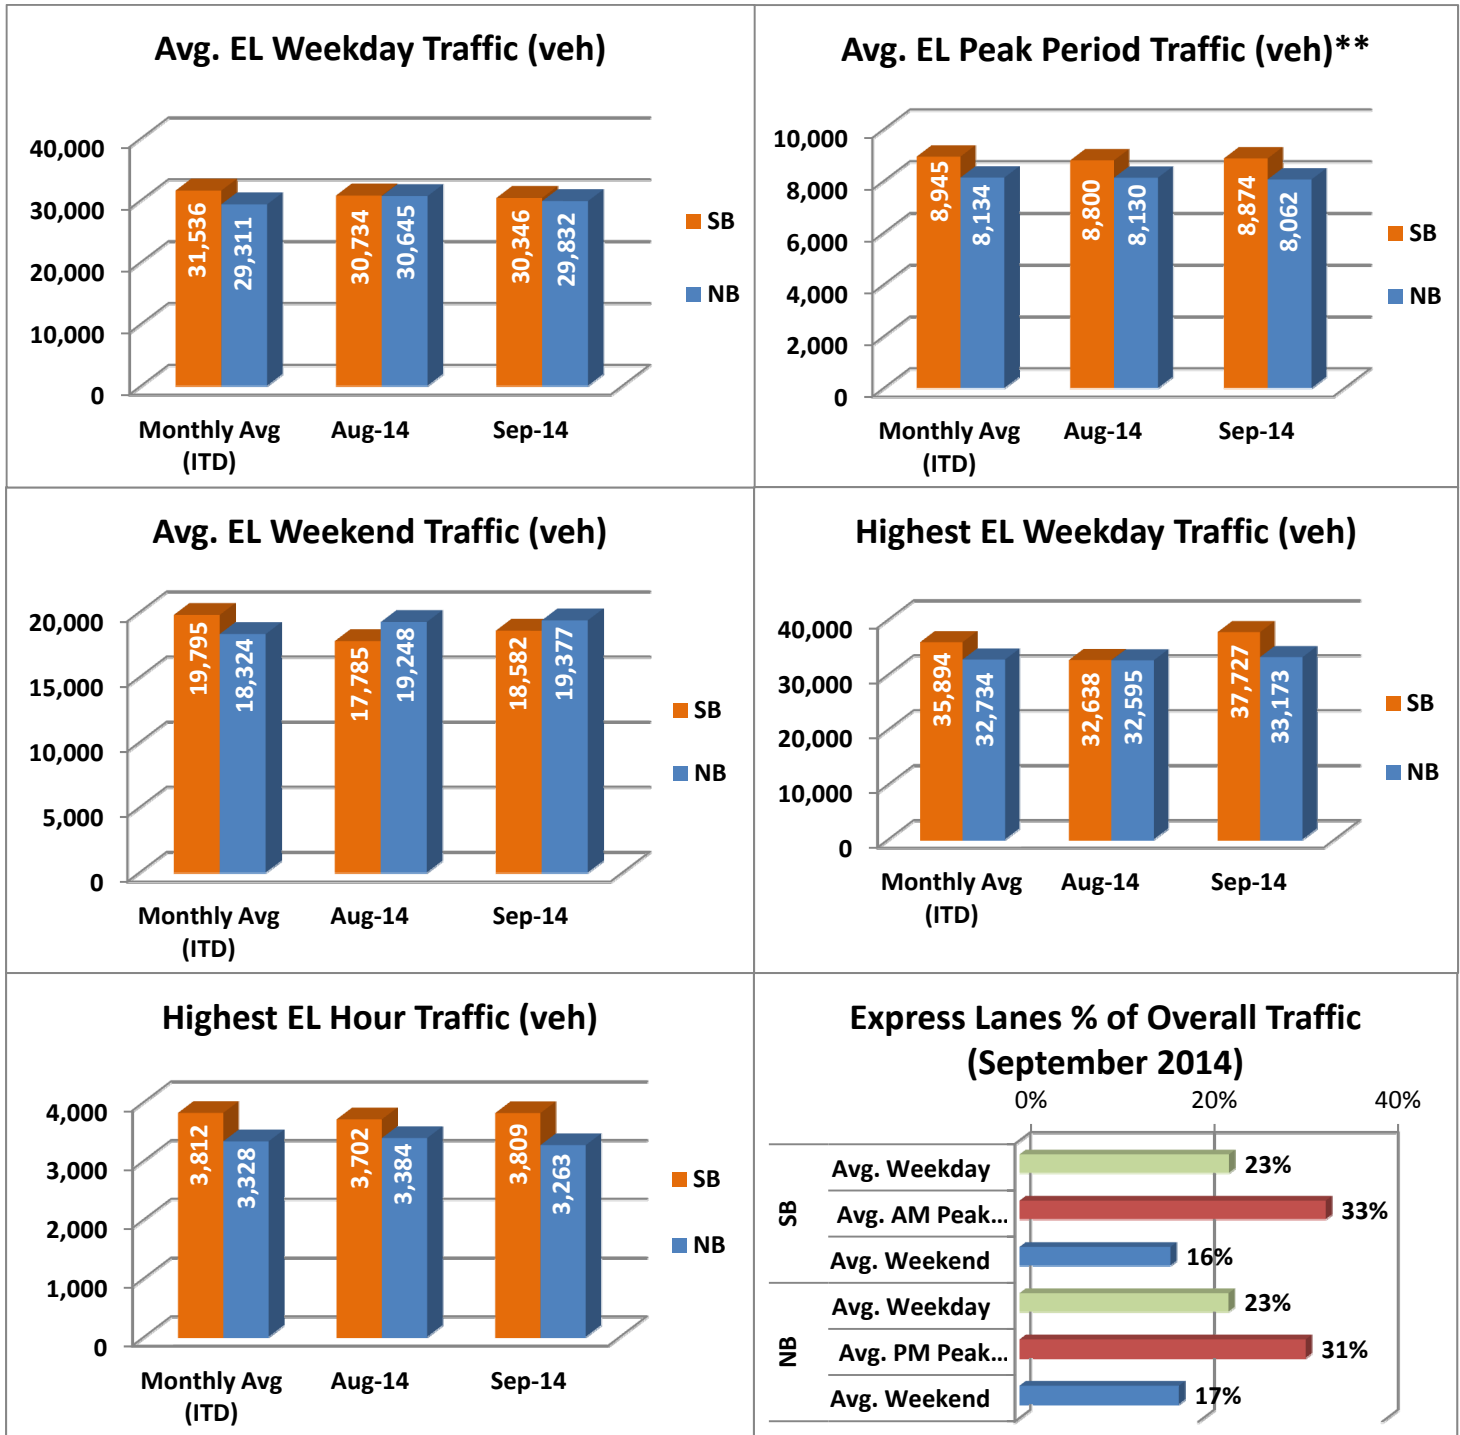 Avg. EL Weekday Traffic (veh)
40,000
30,000
20,000
10,000
0
31,536
29,311
30,734
30,645
30,346
29,832
SB
NB
Monthly Avg
(ITD)
Aug-14
Sep-14
Avg. EL Peak Period Traffic (veh)**
10,000
8,000
6,000
4,000
2,000
0
8,945
8,134
8,800
8,130
8,874
8,062
SB
NB
Monthly Avg
(ITD)
Aug-14
Sep-14
Avg. EL Weekend Traffic (veh)
20,000
15,000
10,000
5,000
0
19,795
18,324
17,785
19,248
18,582
19,377
SB
NB
Monthly Avg
(ITD)
Aug-14
Sep-14
Highest EL Weekday Traffic (veh)
40,000
30,000
20,000
10,000
0
35,894
32,734
32,638
32,595
37,727
33,173
SB
NB
Monthly Avg
(ITD)
Aug-14
Sep-14
Highest EL Hour Traffic (veh)
4,000
3,000
2,000
1,000
0
3,812
3,328
3,702
3,384
3,809
3,263
SB
NB
Monthly Avg
(ITD)
Aug-14
Sep-14
Express Lanes % of Overall Traffic
(September 2014)
0% 20% 40%
SB
Avg. Weekday 23%
Avg. AM Peak... 33%
Avg. Weekend 16%
NB
Avg. Weekday 23%
Avg. PM Peak... 31%
Avg. Weekend 17%